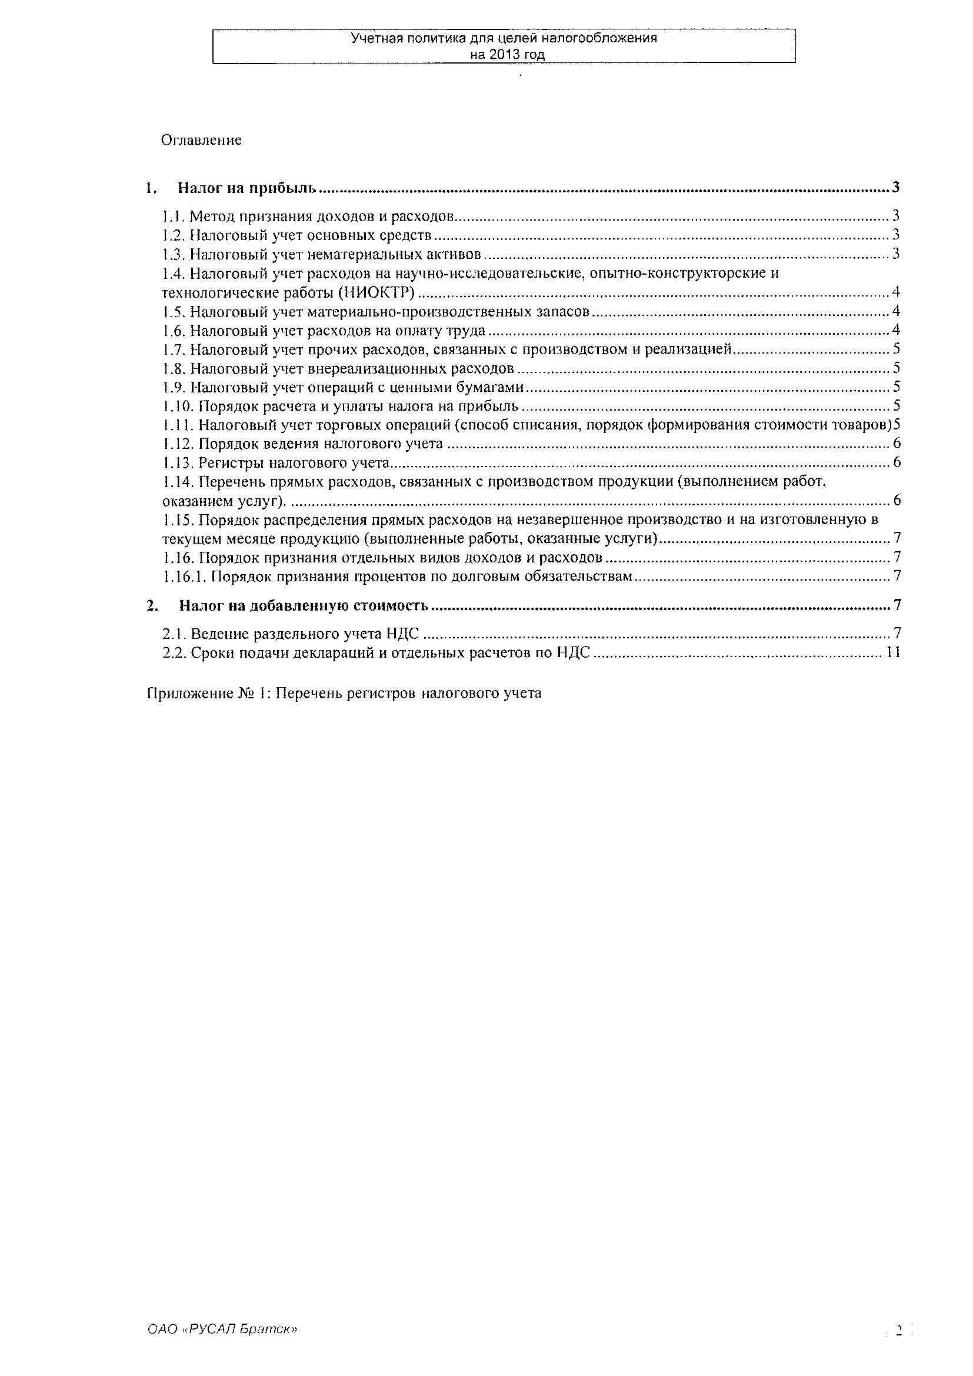 Учетная политика для целей налогообложения
на 2013 год
Оглавление
1. Налог на прибыль.....3
1.1. Метод признания доходов и расходов.....3
1.2. Налоговый учет основных средств.....3
1.3. Налоговый учет нематериальных активов.....3
1.4. Налоговый учет расходов на научно-исследовательские, опытно-конструкторские и
технологические работы (НИОКТР).....4
1.5. Налоговый учет материально-производственных запасов.....4
1.6. Налоговый учет расходов на оплату труда.....4
1.7. Налоговый учет прочих расходов, связанных с производством и реализацией.....5
1.8. Налоговый учет внереализационных расходов.....5
1.9. Налоговый учет операций с ценными бумагами.....5
1.10. Порядок расчета и уплаты налога на прибыль.....5
1.11. Налоговый учет торговых операций (способ списания, порядок формирования стоимости товаров)5
1.12. Порядок ведения налогового учета.....6
1.13. Регистры налогового учета.....6
1.14. Перечень прямых расходов, связанных с производством продукции (выполнением работ,
оказанием услуг)......6
1.15. Порядок распределения прямых расходов на незавершенное производство и на изготовленную в
текущем месяце продукцию (выполненные работы, оказанные услуги).....7
1.16. Порядок признания отдельных видов доходов и расходов.....7
1.16.1. Порядок признания процентов по долговым обязательствам.....7
2. Налог на добавленную стоимость.....7
2.1. Ведение раздельного учета НДС.....7
2.2. Сроки подачи деклараций и отдельных расчетов по НДС.....11
Приложение № 1: Перечень регистров налогового учета
ОАО «РУСАЛ Братск»
2